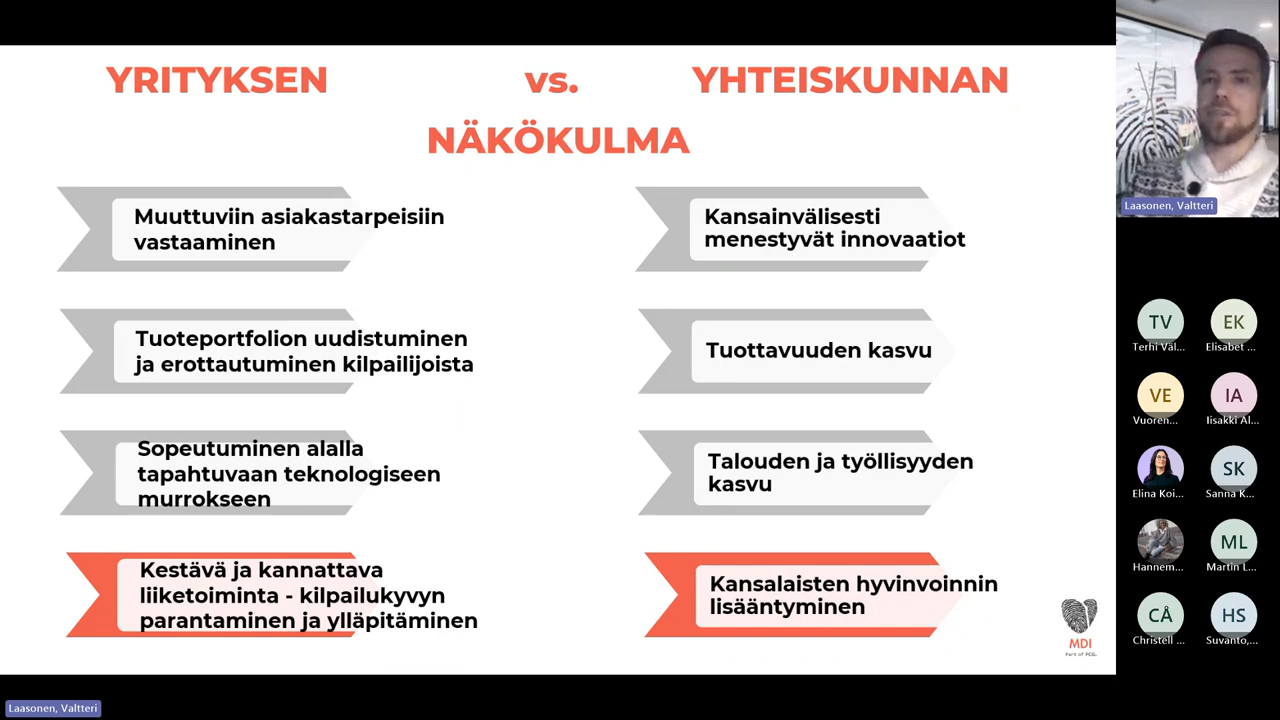 YRITYKSEN vs. YHTEISKUNNAN
NÄKÖKULMA
Muuttuviin asiakastarpeisiin
vastaaminen
Tuoteportfolion uudistuminen
ja erottautuminen kilpailijoista
Sopeutuminen alalla
tapahtuvaan teknologiseen
murrokseen
Kestävä ja kannattava
liiketoiminta - kilpailukyvyn
parantaminen ja ylläpitäminen
Kansainvälisesti
menestyvät innovaatiot
Tuottavuuden kasvu
Talouden ja työllisyyden
kasvu
Kansalaisten hyvinvoinnin
lisääntyminen
MDI
Part of FCG.
Laasonen, Valtteri
TV
Terhi Väl...
EK
Elisabet ...
VE
Vuoren...
IA
Iisakki Al...
Elina Koi...
SK
Sanna K...
Hannem...
ML
Martin L...
CÅ
Christell ...
HS
Suvanto,...
Laasonen, Valtteri